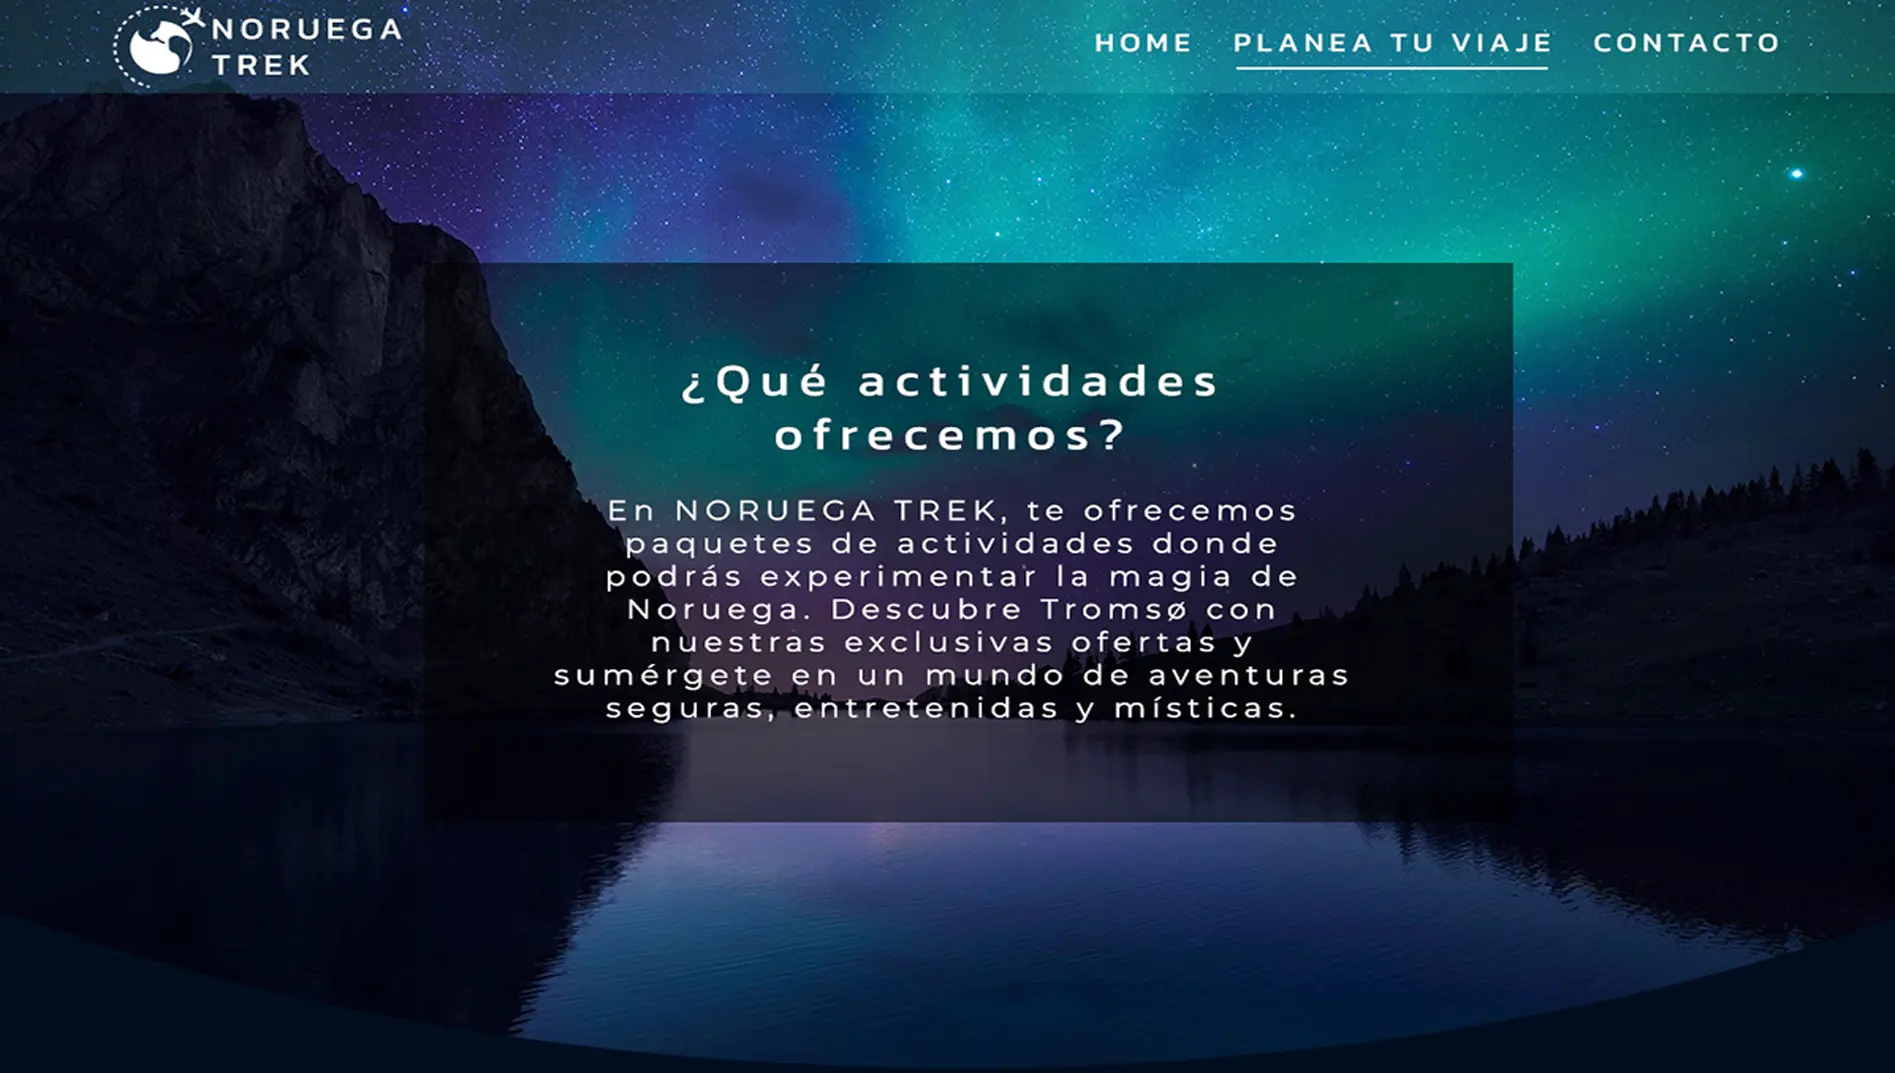 NORUEGA
TREK
HOME PLANEA TU VIAJE CONTACTO
¿Qué actividades
ofrecemos?
En NORUEGA TREK, te ofrecemos
paquetes de actividades donde
podrás experimentar la magia de
Noruega. Descubre Tromsø con
nuestras exclusivas ofertas y
sumérgete en un mundo de aventuras
seguras, entretenidas y místicas.